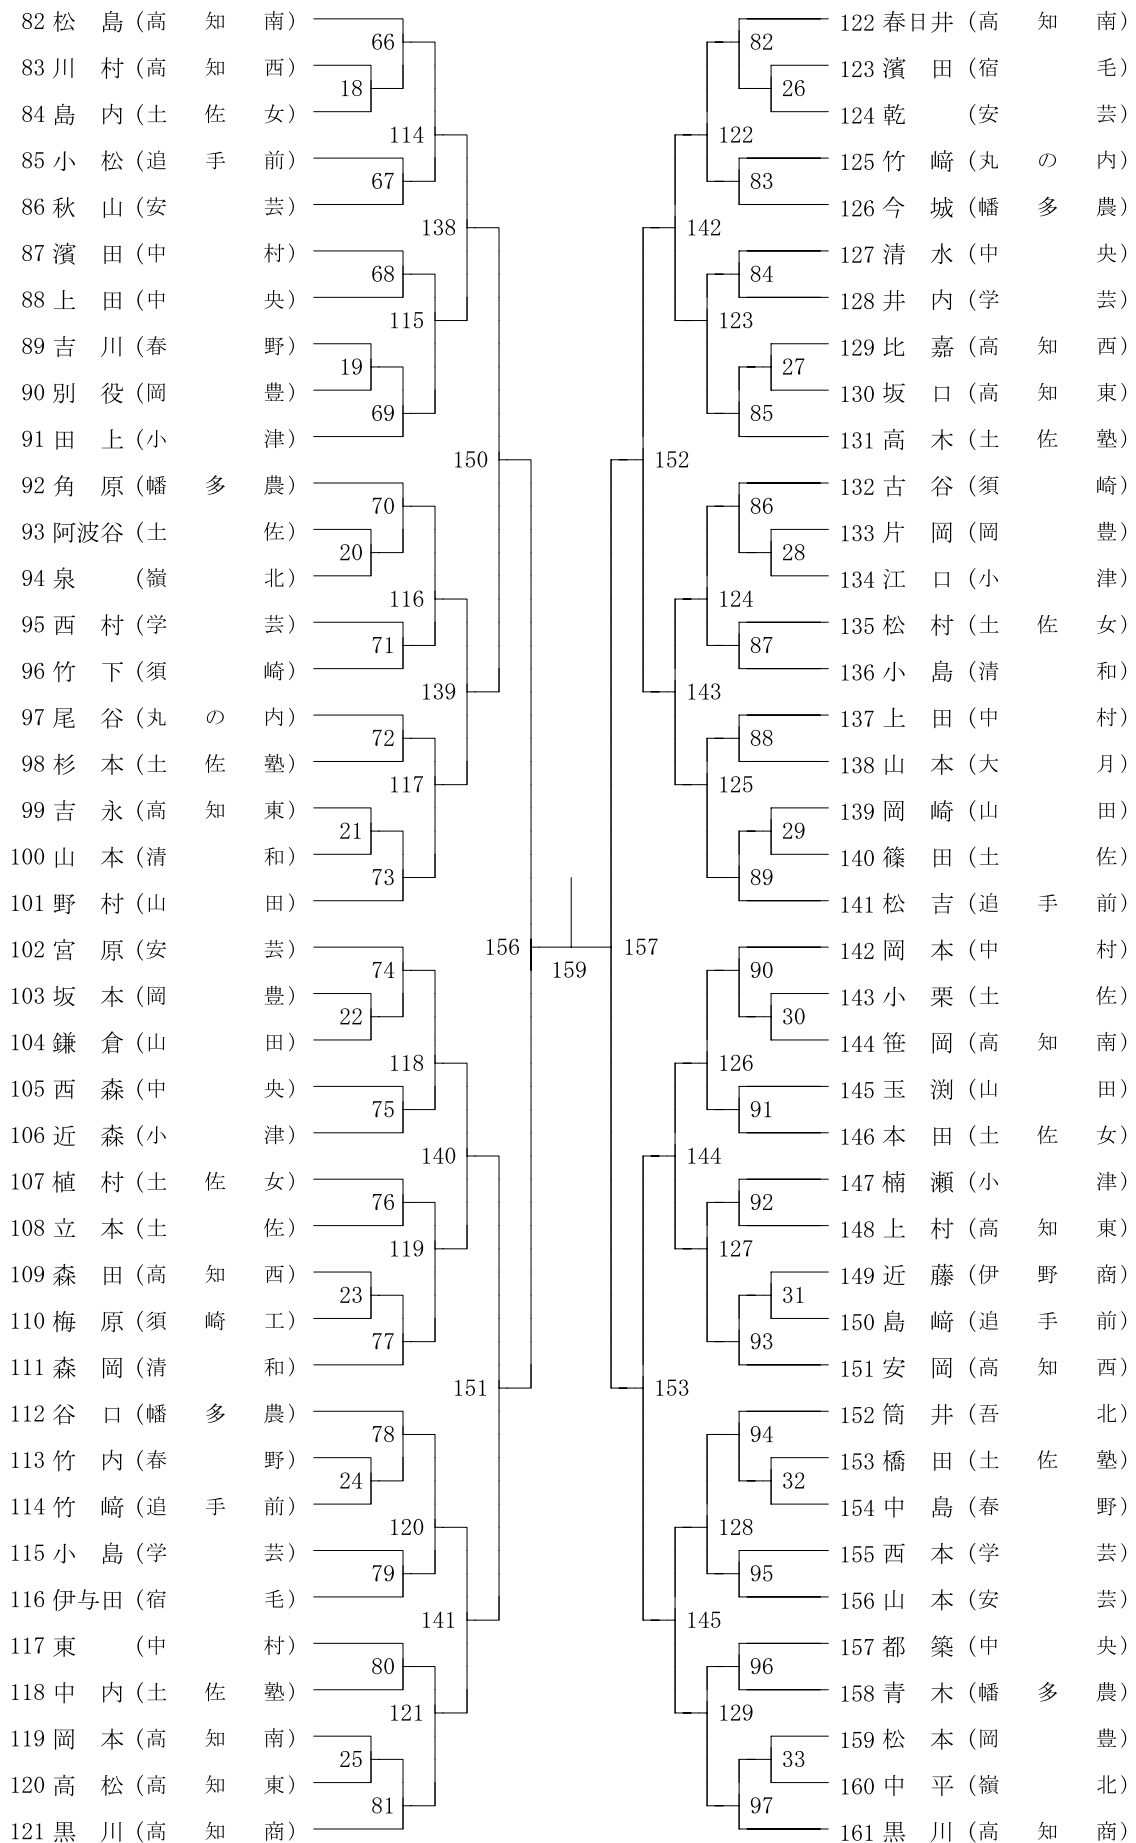 82 松島 (高知南)
66
83 川村 (高知西)
18
84 島内 (土佐女)
114
85 小松 (追手前)
67
86 秋山 (安芸)
138
87 濱田 (中村)
68
88 上田 (中央)
115
89 吉川 (春野)
19
90 別役 (岡豊)
69
91 田上 (小津)
150
92 角原 (幡多農)
70
93 阿波谷 (土佐)
20
94 泉 (嶺北)
116
95 西村 (学芸)
71
96 竹下 (須崎)
139
97 尾谷 (丸の内)
72
98 杉本 (土佐塾)
117
99 吉永 (高知東)
21
100 山本 (清和)
73
101 野村 (山田)
156
102 宮原 (安芸)
74
103 坂本 (岡豊)
22
104 鎌倉 (山田)
118
105 西森 (中央)
75
106 近森 (小津)
140
107 植村 (土佐女)
76
108 立本 (土佐)
119
109 森田 (高知西)
23
110 梅原 (須崎工)
77
111 森岡 (清和)
151
112 谷口 (幡多農)
78
113 竹内 (春野)
24
114 竹﨑 (追手前)
120
115 小島 (学芸)
79
116 伊与田 (宿毛)
141
117 東 (中村)
80
118 中内 (土佐塾)
121
119 岡本 (高知南)
25
120 高松 (高知東)
81
121 黒川 (高知商)
159
122 春日井 (高知南)
82
123 濱田 (宿毛)
26
124 乾 (安芸)
122
125 竹﨑 (丸の内)
83
126 今城 (幡多農)
142
127 清水 (中央)
84
128 井内 (学芸)
123
129 比嘉 (高知西)
27
130 坂口 (高知東)
85
131 高木 (土佐塾)
152
132 古谷 (須崎)
86
133 片岡 (岡豊)
28
134 江口 (小津)
124
135 松村 (土佐女)
87
136 小島 (清和)
143
137 上田 (中村)
88
138 山本 (大月)
125
139 岡崎 (山田)
29
140 篠田 (土佐)
89
141 松吉 (追手前)
157
142 岡本 (中村)
90
143 小栗 (土佐)
30
144 笹岡 (高知南)
126
145 玉渕 (山田)
91
146 本田 (土佐女)
144
147 楠瀬 (小津)
92
148 上村 (高知東)
127
149 近藤 (伊野商)
31
150 島﨑 (追手前)
93
151 安岡 (高知西)
153
152 筒井 (吾北)
94
153 橋田 (土佐塾)
32
154 中島 (春野)
128
155 西本 (学芸)
95
156 山本 (安芸)
145
157 都築 (中央)
96
158 青木 (幡多農)
129
159 松本 (岡豊)
33
160 中平 (嶺北)
97
161 黒川 (高知商)